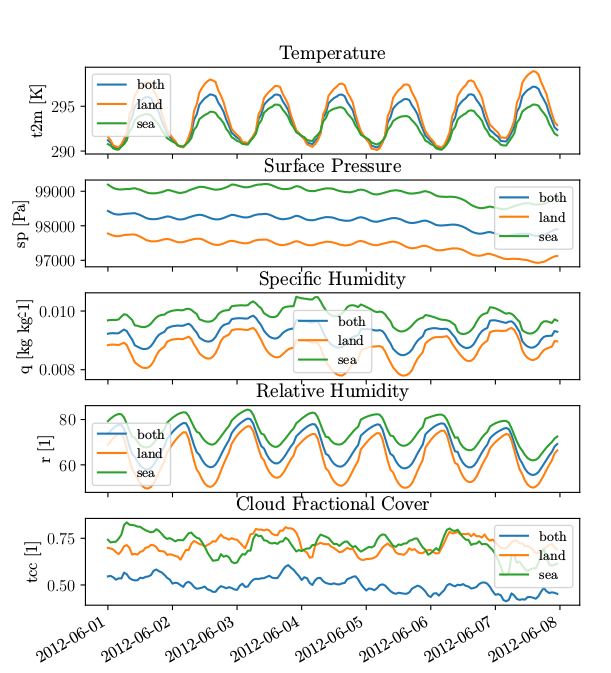 Temperature
t2m [K]
295
290
both
land
sea
Surface Pressure
sp [Pa]
99000
98000
97000
both
land
sea
Specific Humidity
q [kg kg-1]
0.010
0.008
both
land
sea
Relative Humidity
r [1]
80
60
both
land
sea
Cloud Fractional Cover
tcc [1]
0.75
0.50
both
land
sea
2012-06-01
2012-06-02
2012-06-03
2012-06-04
2012-06-05
2012-06-06
2012-06-07
2012-06-08